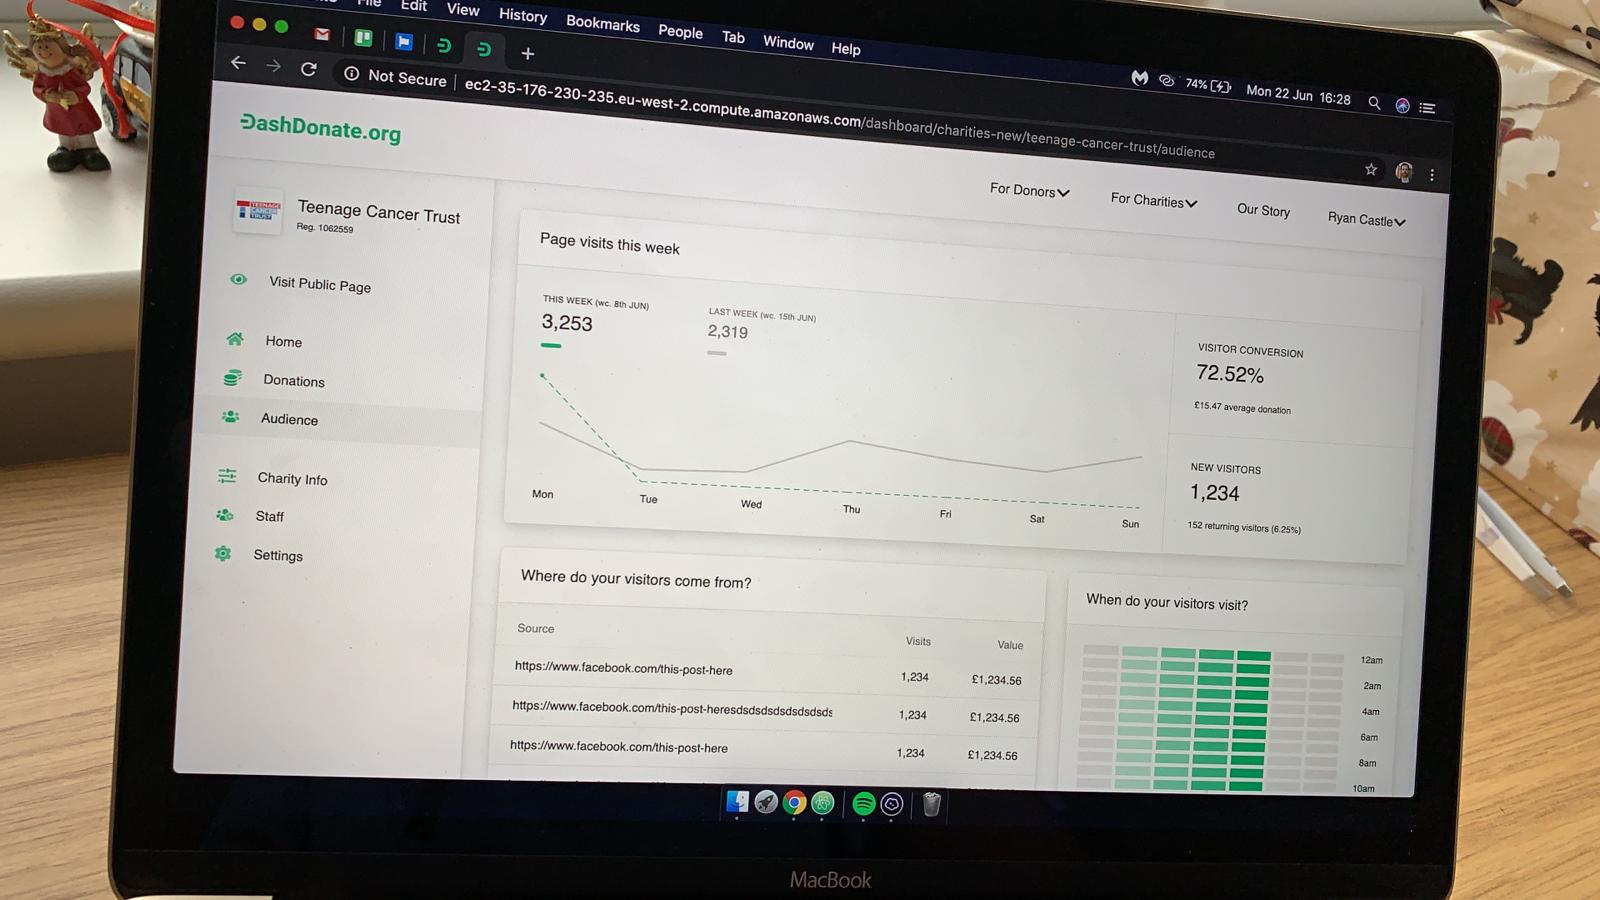 File Edit View History Bookmarks People Tab Window Help
74% Mon 22 Jun 16:28
Not Secure ec2-35-176-230-235.eu-west-2.compute.amazonaws.com/dashboard/charities-new/teenage-cancer-trust/audience
DashDonate.org
For Donors For Charities Our Story Ryan Castle
TEENAGE
CANCER
TRUST
Teenage Cancer Trust
Reg. 1062559
Visit Public Page
Home
Donations
Audience
Charity Info
Staff
Settings
Page visits this week
THIS WEEK (wc. 8th JUN)
3,253
LAST WEEK (wc. 15th JUN)
2,319
Mon Tue Wed Thu Fri Sat Sun
VISITOR CONVERSION
72.52%
£15.47 average donation
NEW VISITORS
1,234
152 returning visitors (6.25%)
Where do your visitors come from?
Source Visits Value
https://www.facebook.com/this-post-here 1,234 £1,234.56
https://www.facebook.com/this-post-heresdsdsdsdsdsdsdsds 1,234 £1,234.56
https://www.facebook.com/this-post-here 1,234 £1,234.56
When do your visitors visit?
12am
2am
4am
6am
8am
10am
MacBook